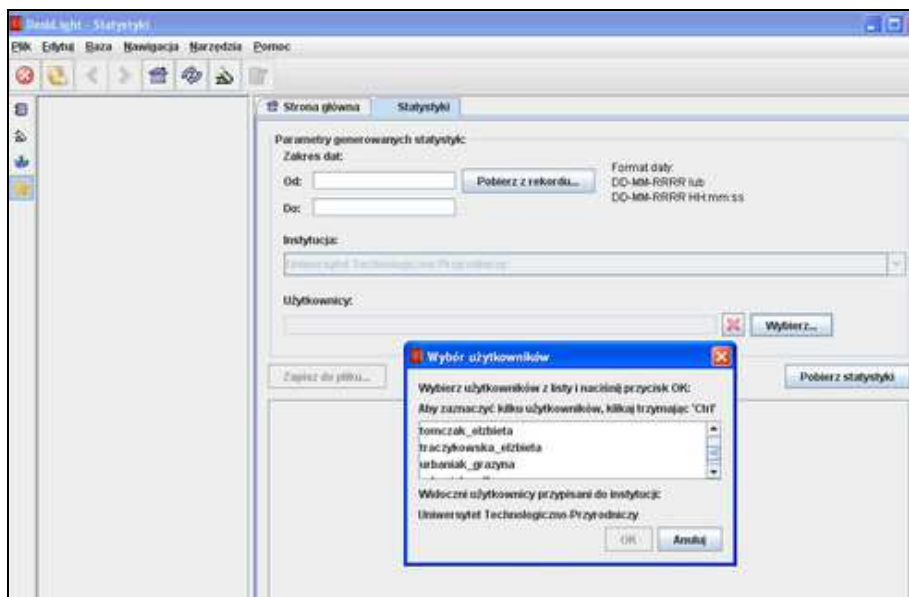 DeskLight - Statystyki
Plik Edytuj Baza Nawigacja Narzędzia Pomoc
Strona główna Statystyki
Parametry generowanych statystyk:
Zakres dat:
Od: Pobierz z rekordu... Format daty:
DD-MM-RRRR lub
Do: DD-MM-RRRR HH:mm:ss
Instytucja:
Uniwersytet Technologiczno-Przyrodniczy
Użytkownicy:
Wybierz...
Wybór użytkowników
Zapisz do pliku... Pobierz statystyki
Wybierz użytkowników z listy i naciśnij przycisk OK:
Aby zaznaczyć kilku użytkowników, klikaj trzymając 'Ctrl'
tomczak_elzbieta
traczykowska_elzbieta
urbaniak_grazyna
Widoczni użytkownicy przypisani do instytucji:
Uniwersytet Technologiczno-Przyrodniczy
OK Anuluj